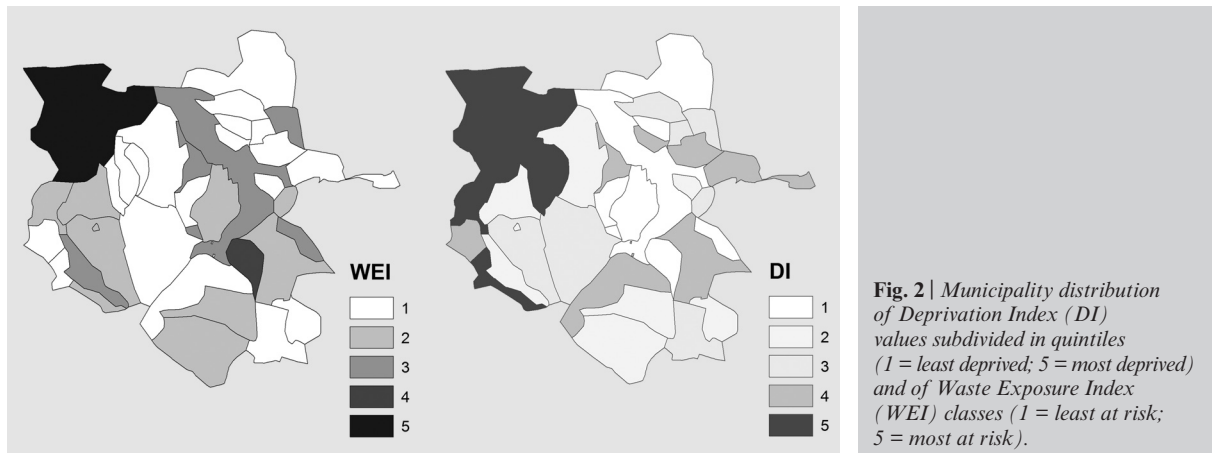 WEI
1
2
3
4
5
DI
1
2
3
4
5
Fig. 2 | Municipality distribution
of Deprivation Index (DI)
values subdivided in quintiles
(1 = least deprived; 5 = most deprived)
and of Waste Exposure Index
(WEI) classes (1 = least at risk;
5 = most at risk).